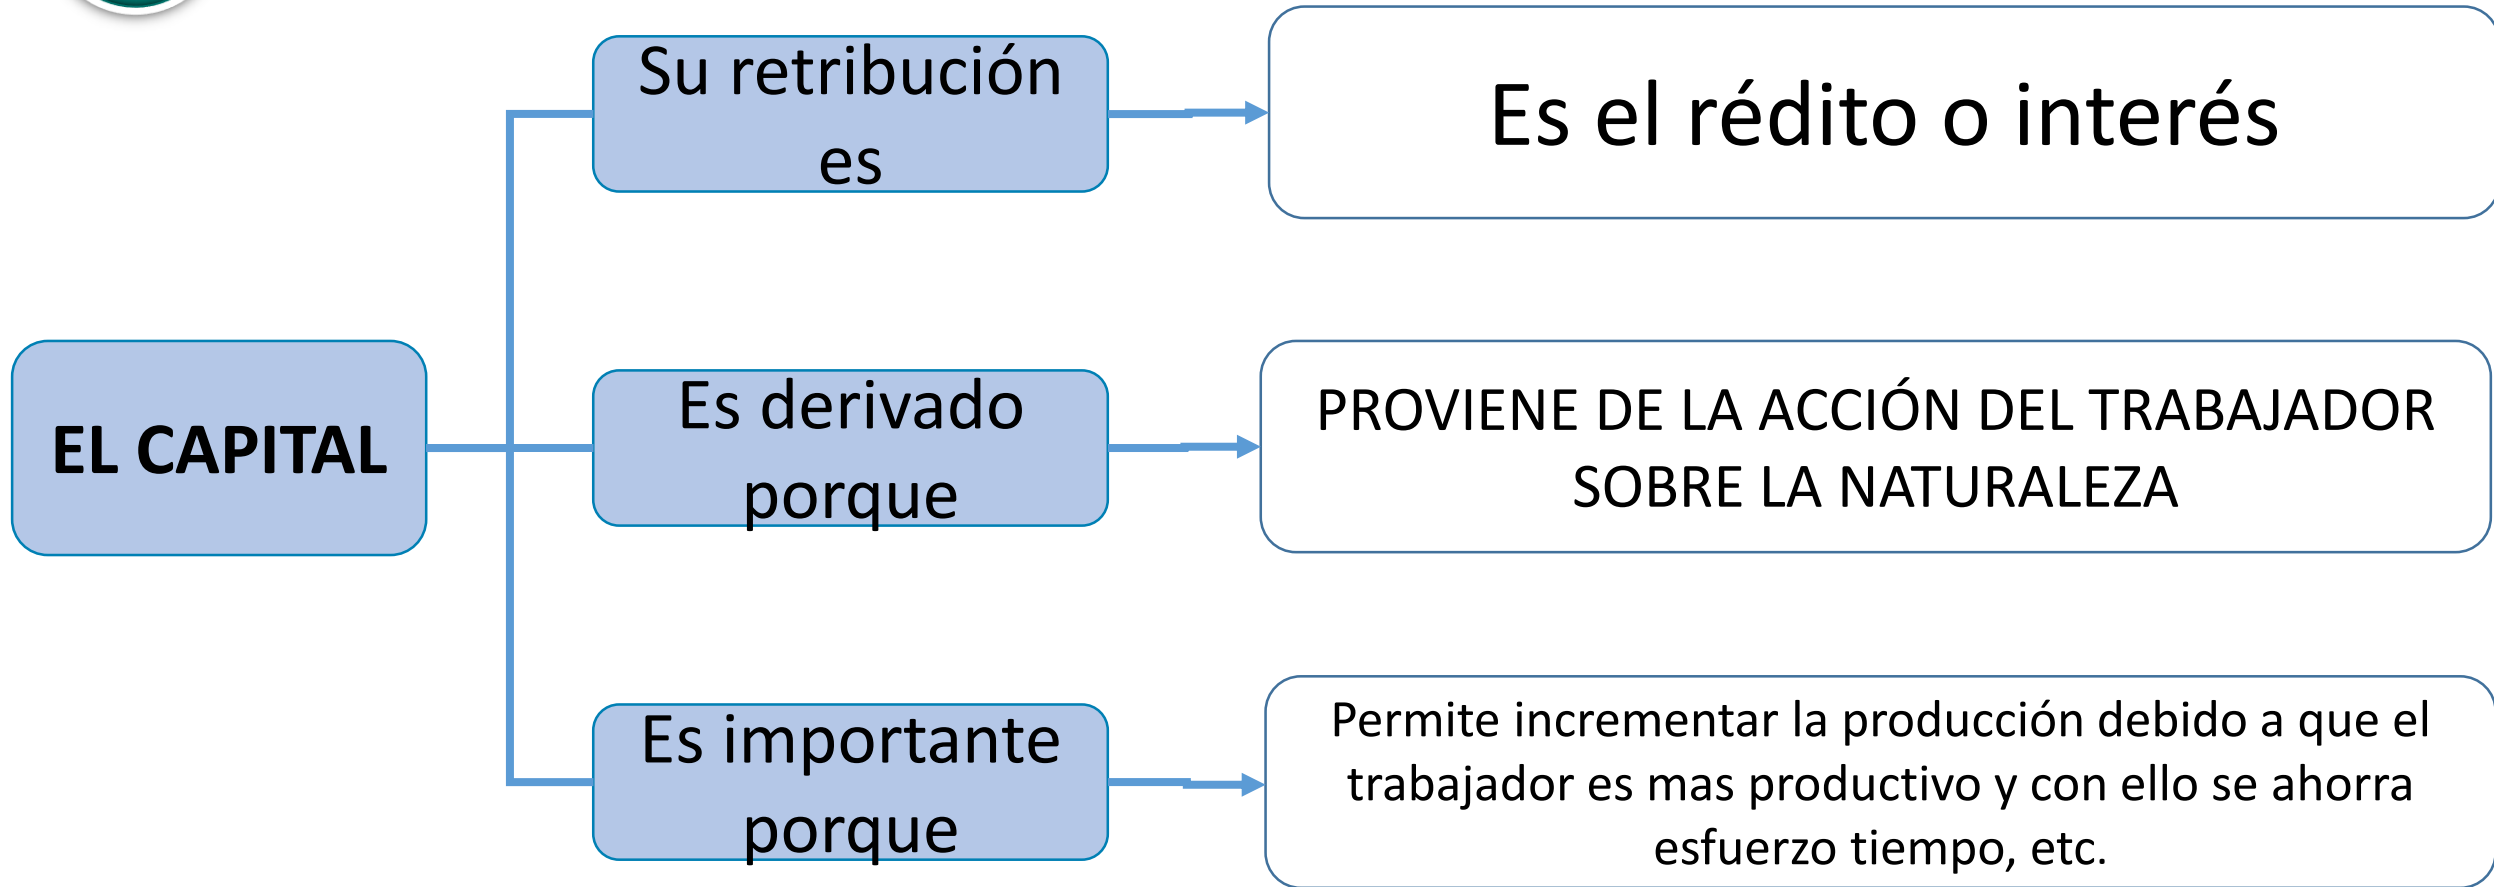 Su retribución
es
Es el rédito o interés
EL CAPITAL
Es derivado
porque
PROVIENE DE LA ACCIÓN DEL TRABAAJADOR
SOBRE LA NATURALEZA
Es importante
porque
Permite incrementar la producción debido a que el
trabajador es mas productivo y con ello se ahorra
esfuerzo tiempo, etc.